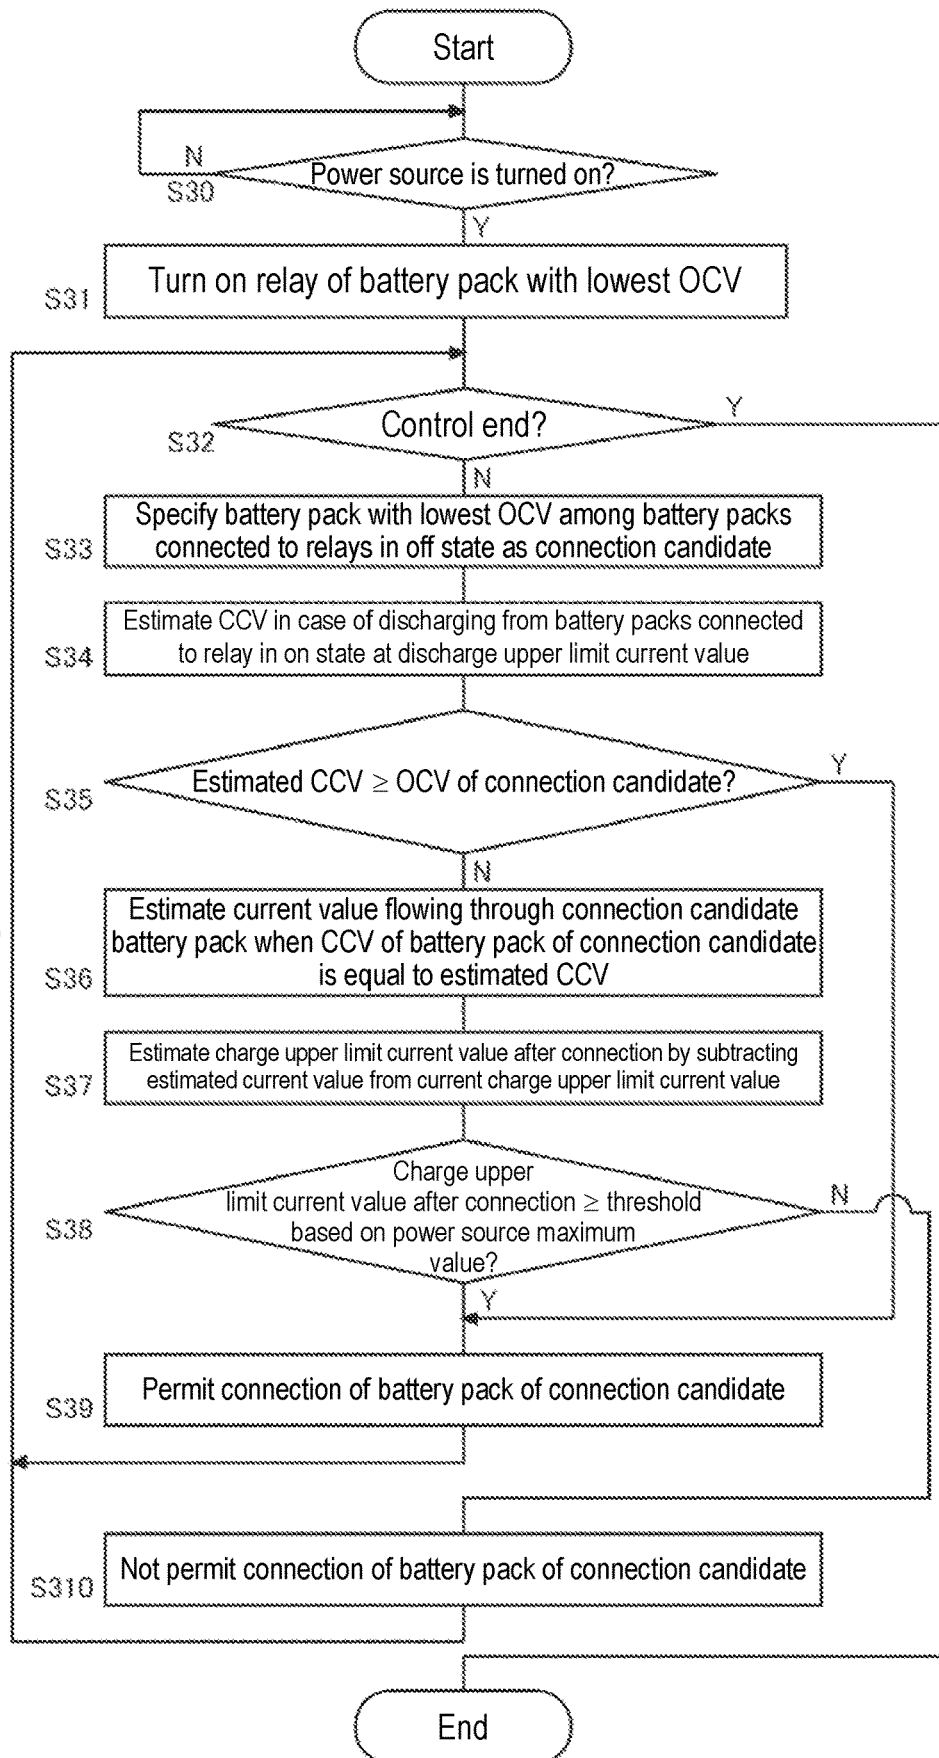 Start
N
S30
Power source is turned on?
Y
S31
Turn on relay of battery pack with lowest OCV
Control end?
Y
S32
N
S33
Specify battery pack with lowest OCV among battery packs
connected to relays in off state as connection candidate
S34
Estimate CCV in case of discharging from battery packs connected
to relay in on state at discharge upper limit current value
S35
Estimated CCV ≥ OCV of connection candidate?
Y
N
S36
Estimate current value flowing through connection candidate
battery pack when CCV of battery pack of connection candidate
is equal to estimated CCV
S37
Estimate charge upper limit current value after connection by subtracting
estimated current value from current charge upper limit current value
S38
Charge upper
limit current value after connection ≥ threshold
based on power source maximum
value?
N
Y
S39
Permit connection of battery pack of connection candidate
S310
Not permit connection of battery pack of connection candidate
End